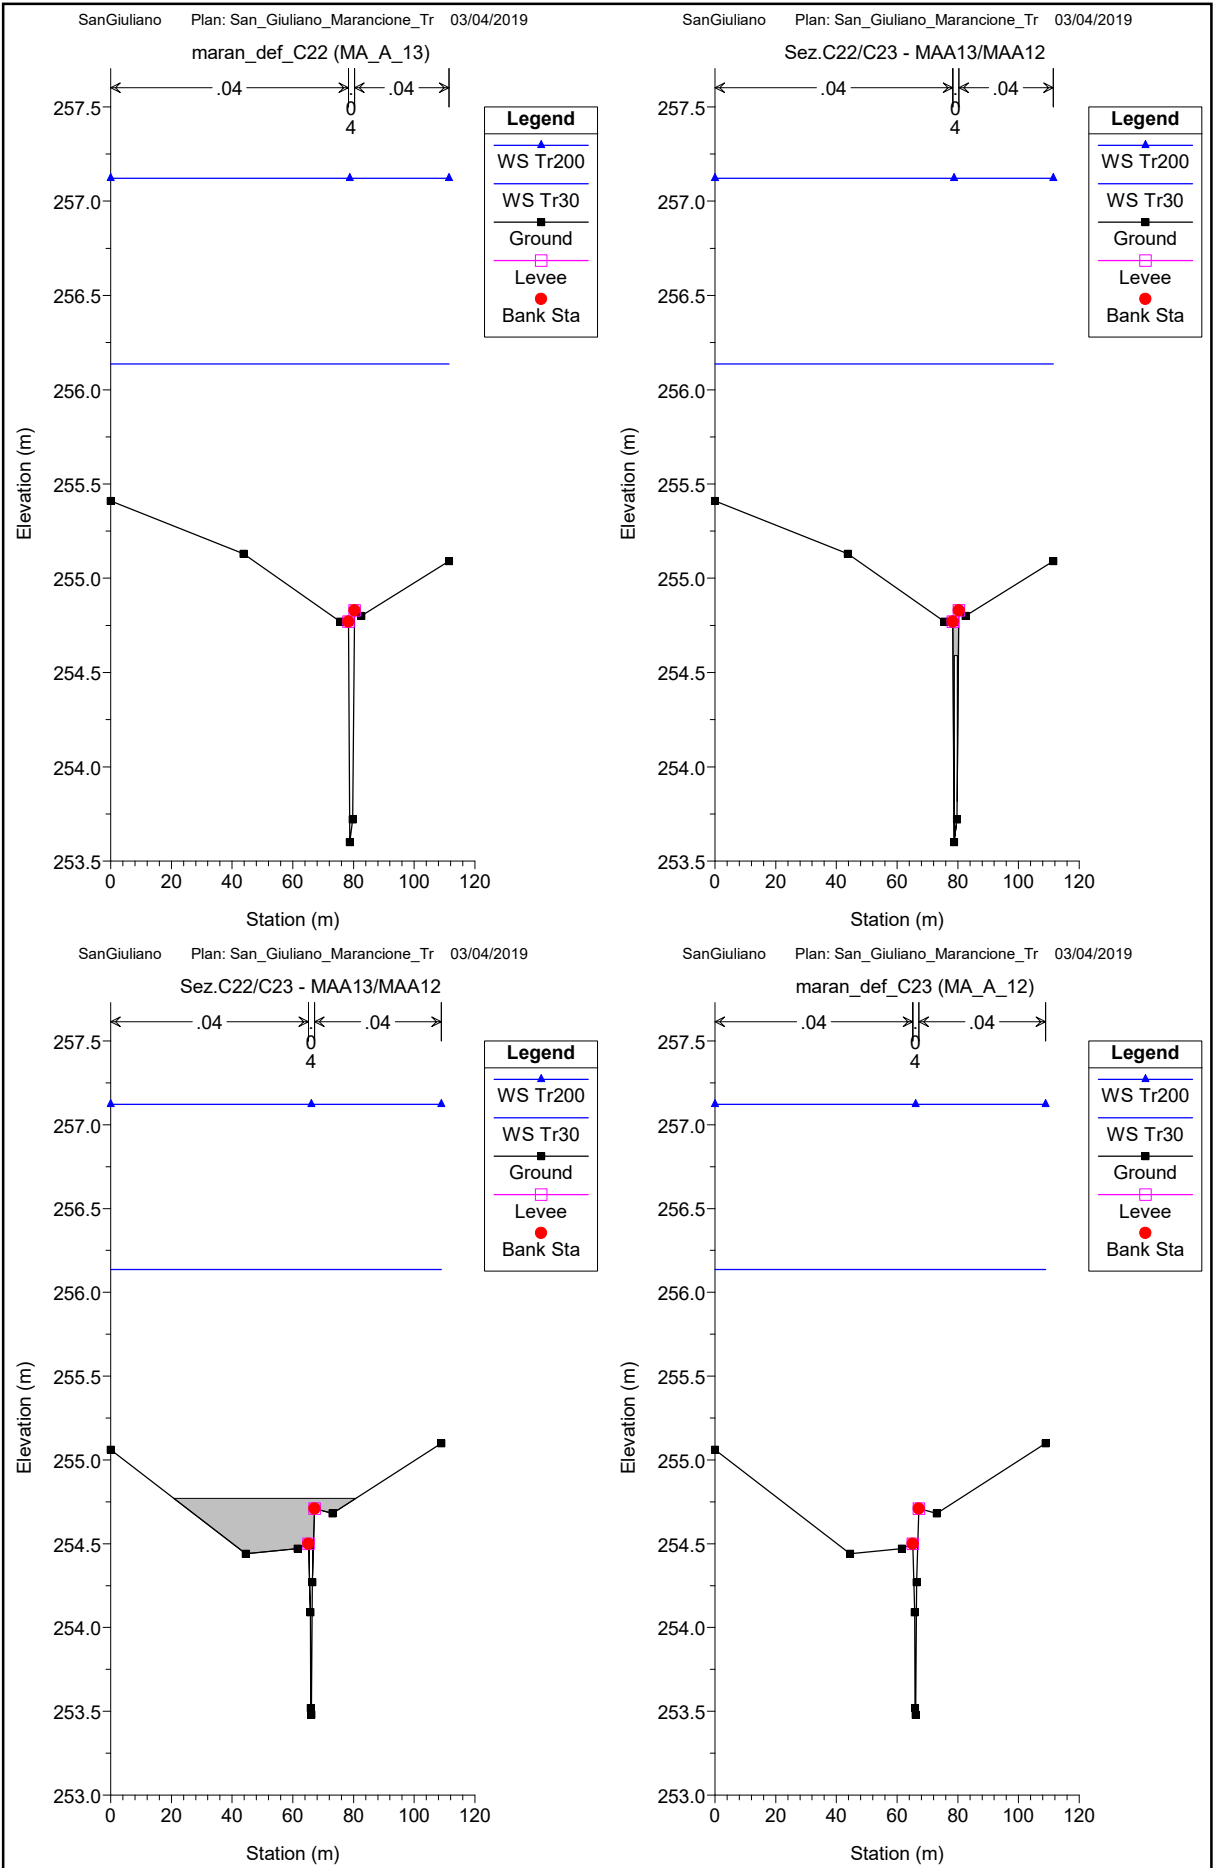 SanGiuliano Plan: San_Giuliano_Marancione_Tr 03/04/2019
maran_def_C22 (MA_A_13)
.04 .04 .04
257.5
257.0
256.5
256.0
255.5
255.0
254.5
254.0
253.5
Elevation (m)
0 20 40 60 80 100 120
Station (m)
Legend
WS Tr200
WS Tr30
Ground
Levee
Bank Sta
SanGiuliano Plan: San_Giuliano_Marancione_Tr 03/04/2019
Sez.C22/C23 - MAA13/MAA12
.04 .04 .04
257.5
257.0
256.5
256.0
255.5
255.0
254.5
254.0
253.5
Elevation (m)
0 20 40 60 80 100 120
Station (m)
Legend
WS Tr200
WS Tr30
Ground
Levee
Bank Sta
SanGiuliano Plan: San_Giuliano_Marancione_Tr 03/04/2019
Sez.C22/C23 - MAA13/MAA12
.04 .04 .04
257.5
257.0
256.5
256.0
255.5
255.0
254.5
254.0
253.5
253.0
Elevation (m)
0 20 40 60 80 100 120
Station (m)
Legend
WS Tr200
WS Tr30
Ground
Levee
Bank Sta
SanGiuliano Plan: San_Giuliano_Marancione_Tr 03/04/2019
maran_def_C23 (MA_A_12)
.04 .04 .04
257.5
257.0
256.5
256.0
255.5
255.0
254.5
254.0
253.5
253.0
Elevation (m)
0 20 40 60 80 100 120
Station (m)
Legend
WS Tr200
WS Tr30
Ground
Levee
Bank Sta